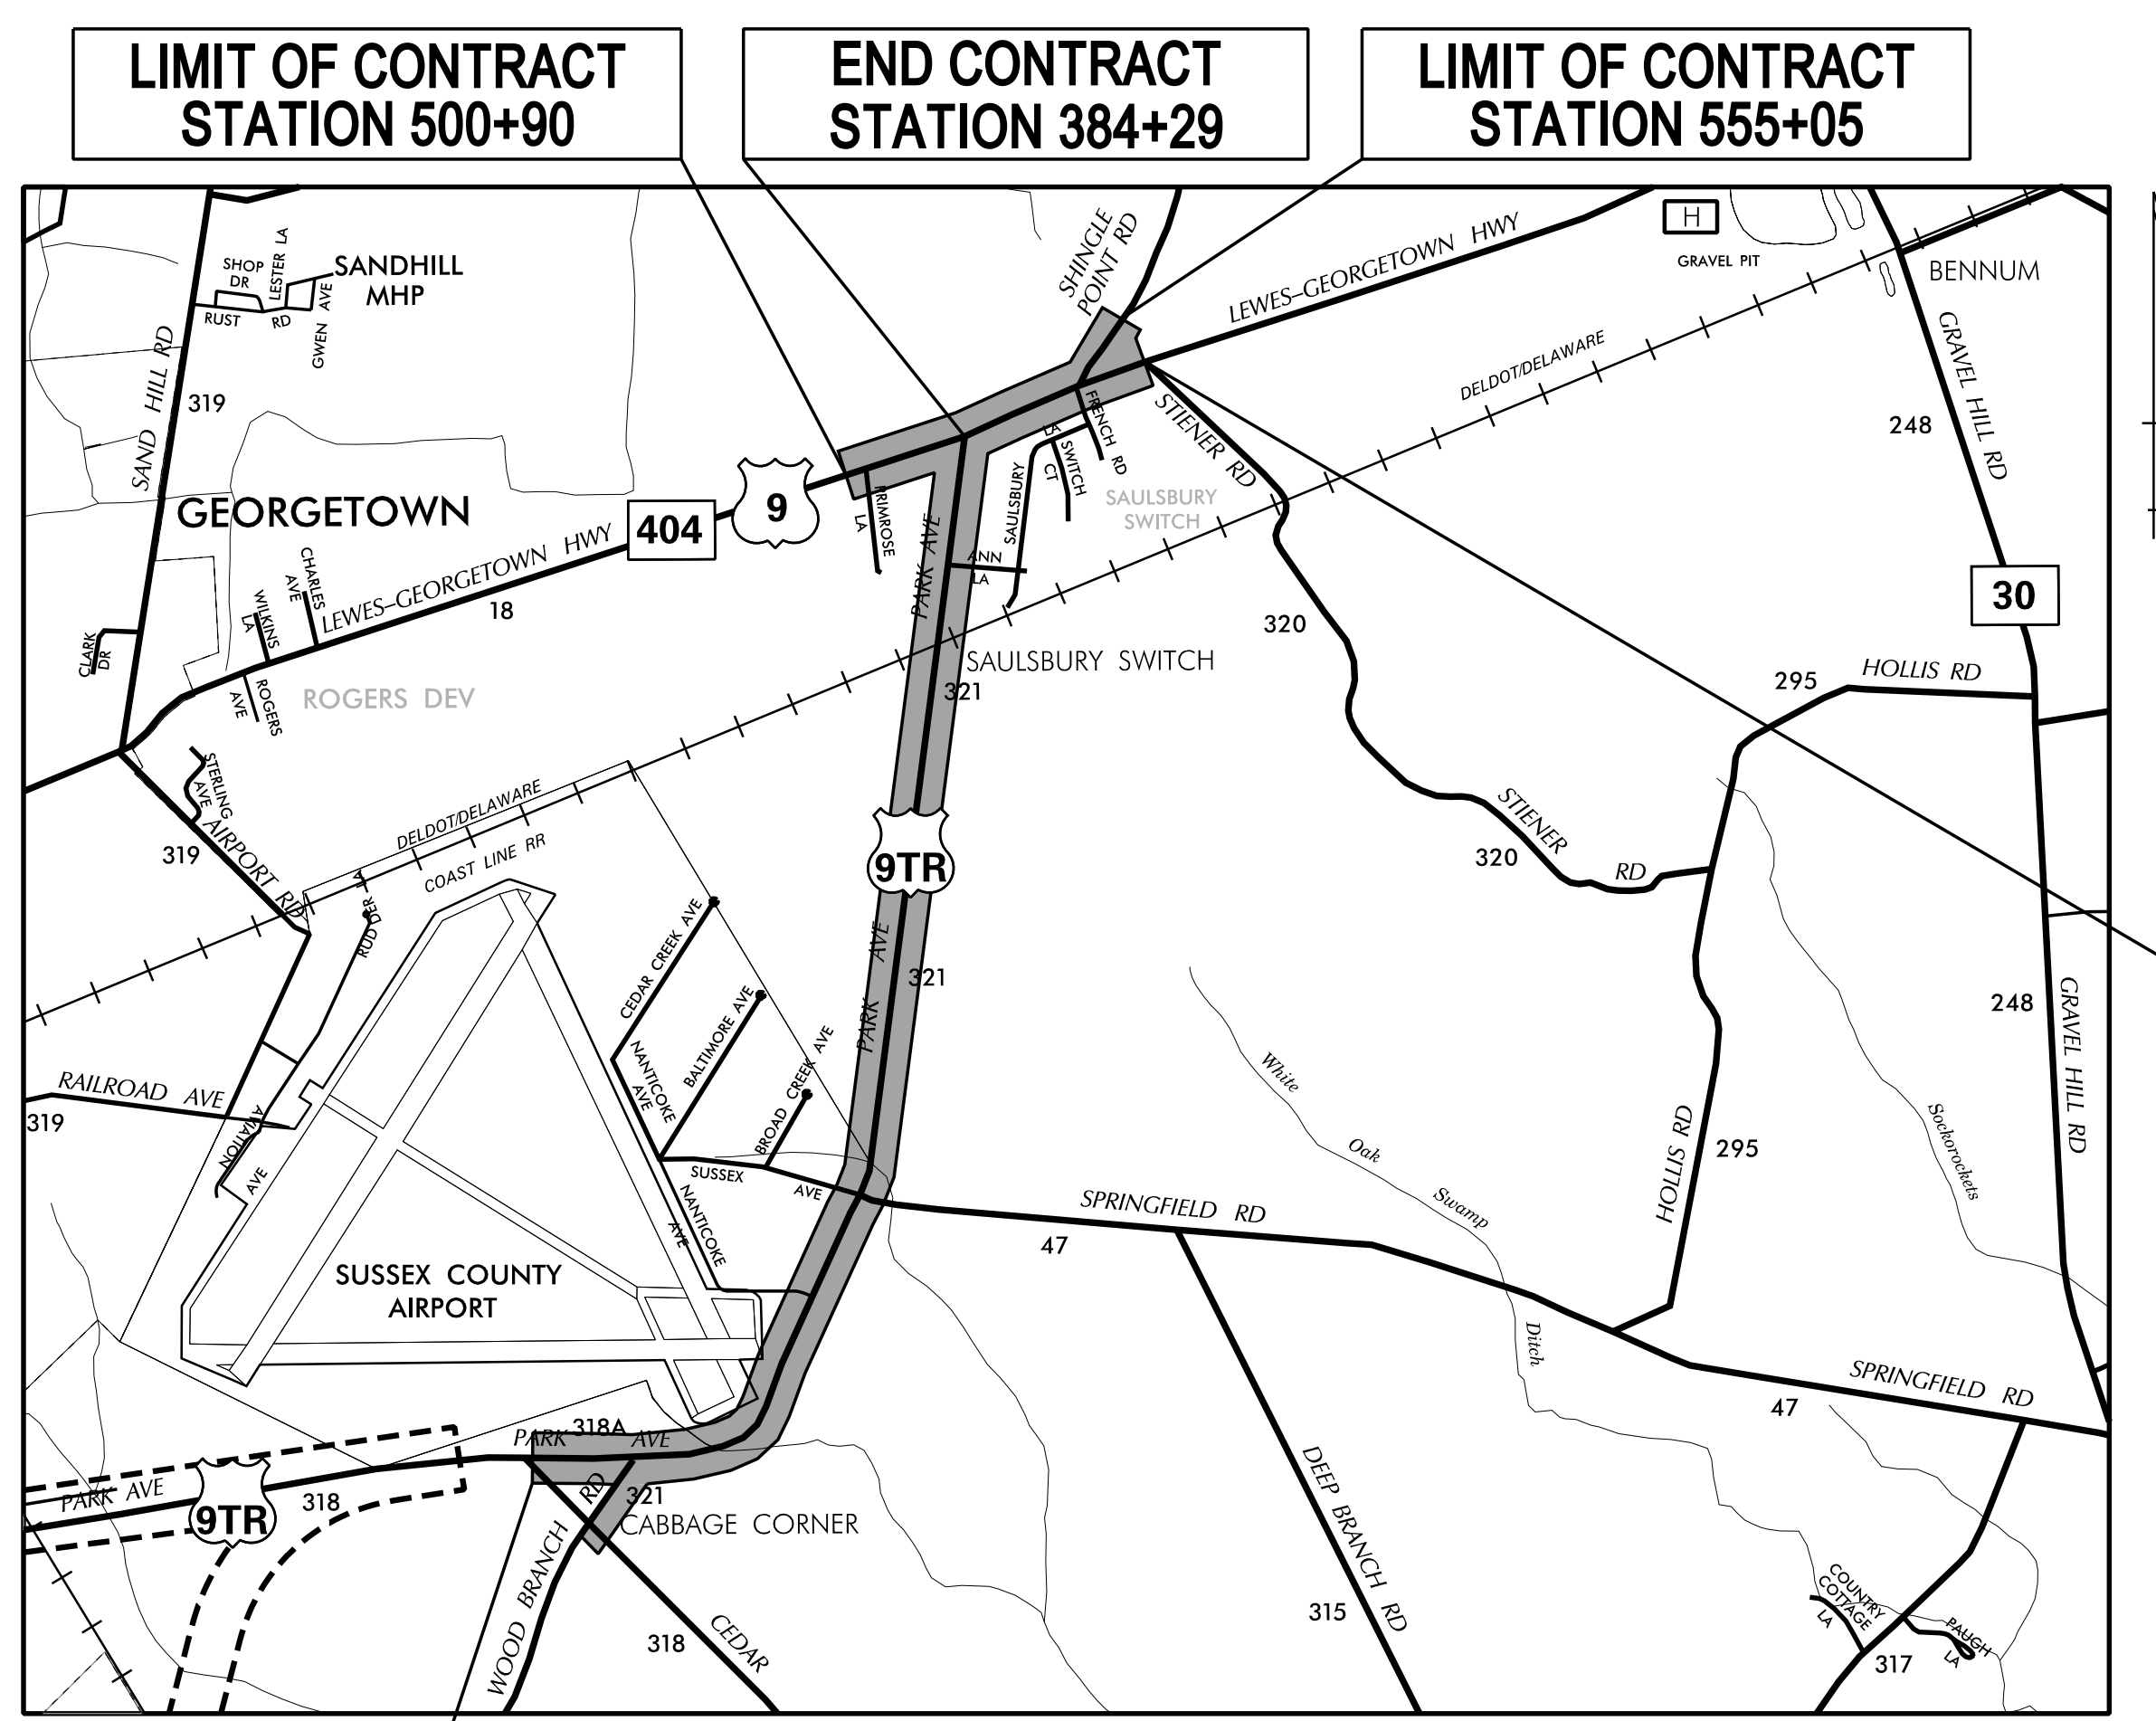 LIMIT OF CONTRACT
STATION 500+90
END CONTRACT
STATION 384+29
LIMIT OF CONTRACT
STATION 555+05
SHOP
DR
LESTER LA
SANDHILL
MHP
RUST RD
GWEN AVE
SAND HILL RD
319
SHINGLE
POINT RD
LEWES–GEORGETOWN HWY
H
GRAVEL PIT
BENNUM
DELDOT/DELAWARE
GRAVEL HILL RD
248
GEORGETOWN
404
9
PRIMROSE
LA
PARK AVE
FRENCH RD
SWITCH
CT
SAULSBURY
LA
SAULSBURY
SWITCH
STIENER RD
ANN
LA
CHARLES
AVE
WILKINS
LA
LEWES–GEORGETOWN HWY
18
CLARK
DR
ROGERS
AVE
ROGERS DEV
SAULSBURY SWITCH
321
320
30
HOLLIS RD
295
STERLING
AVE
AIRPORT RD
319
DELDOT/DELAWARE
COAST LINE RR
RUDDER LA
9TR
STIENER
RD
320
CEDAR CREEK AVE
BALTIMORE AVE
BROAD CREEK AVE
NANTICOKE
AVE
PARK AVE
321
248
GRAVEL HILL RD
RAILROAD AVE
319
AVIATION
AVE
White
Oak
Swamp
Ditch
Sockorockets
HOLLIS RD
295
SUSSEX AVE
NANTICOKE
AVE
SPRINGFIELD RD
47
SUSSEX COUNTY
AIRPORT
SPRINGFIELD RD
47
318A
PARK AVE
PARK AVE
9TR
318
RD
321
CABBAGE CORNER
WOOD BRANCH
318
CEDAR
DEEP BRANCH RD
315
COUNTRY
COTTAGE
LA
PAUGH
LA
317